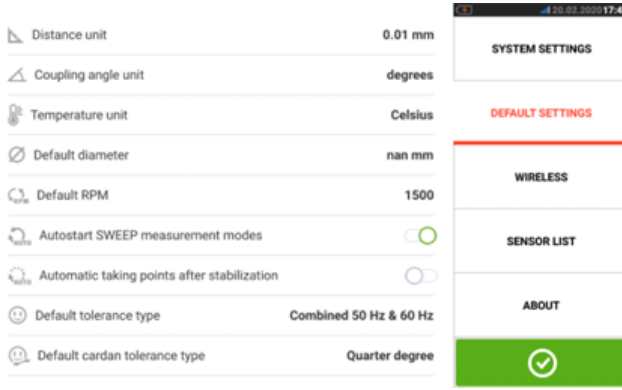 20.02.2020 17:4
Distance unit 0.01 mm
Coupling angle unit degrees
Temperature unit Celsius
Default diameter nan mm
Default RPM 1500
Autostart SWEEP measurement modes
Automatic taking points after stabilization
Default tolerance type Combined 50 Hz & 60 Hz
Default cardan tolerance type Quarter degree
SYSTEM SETTINGS
DEFAULT SETTINGS
WIRELESS
SENSOR LIST
ABOUT